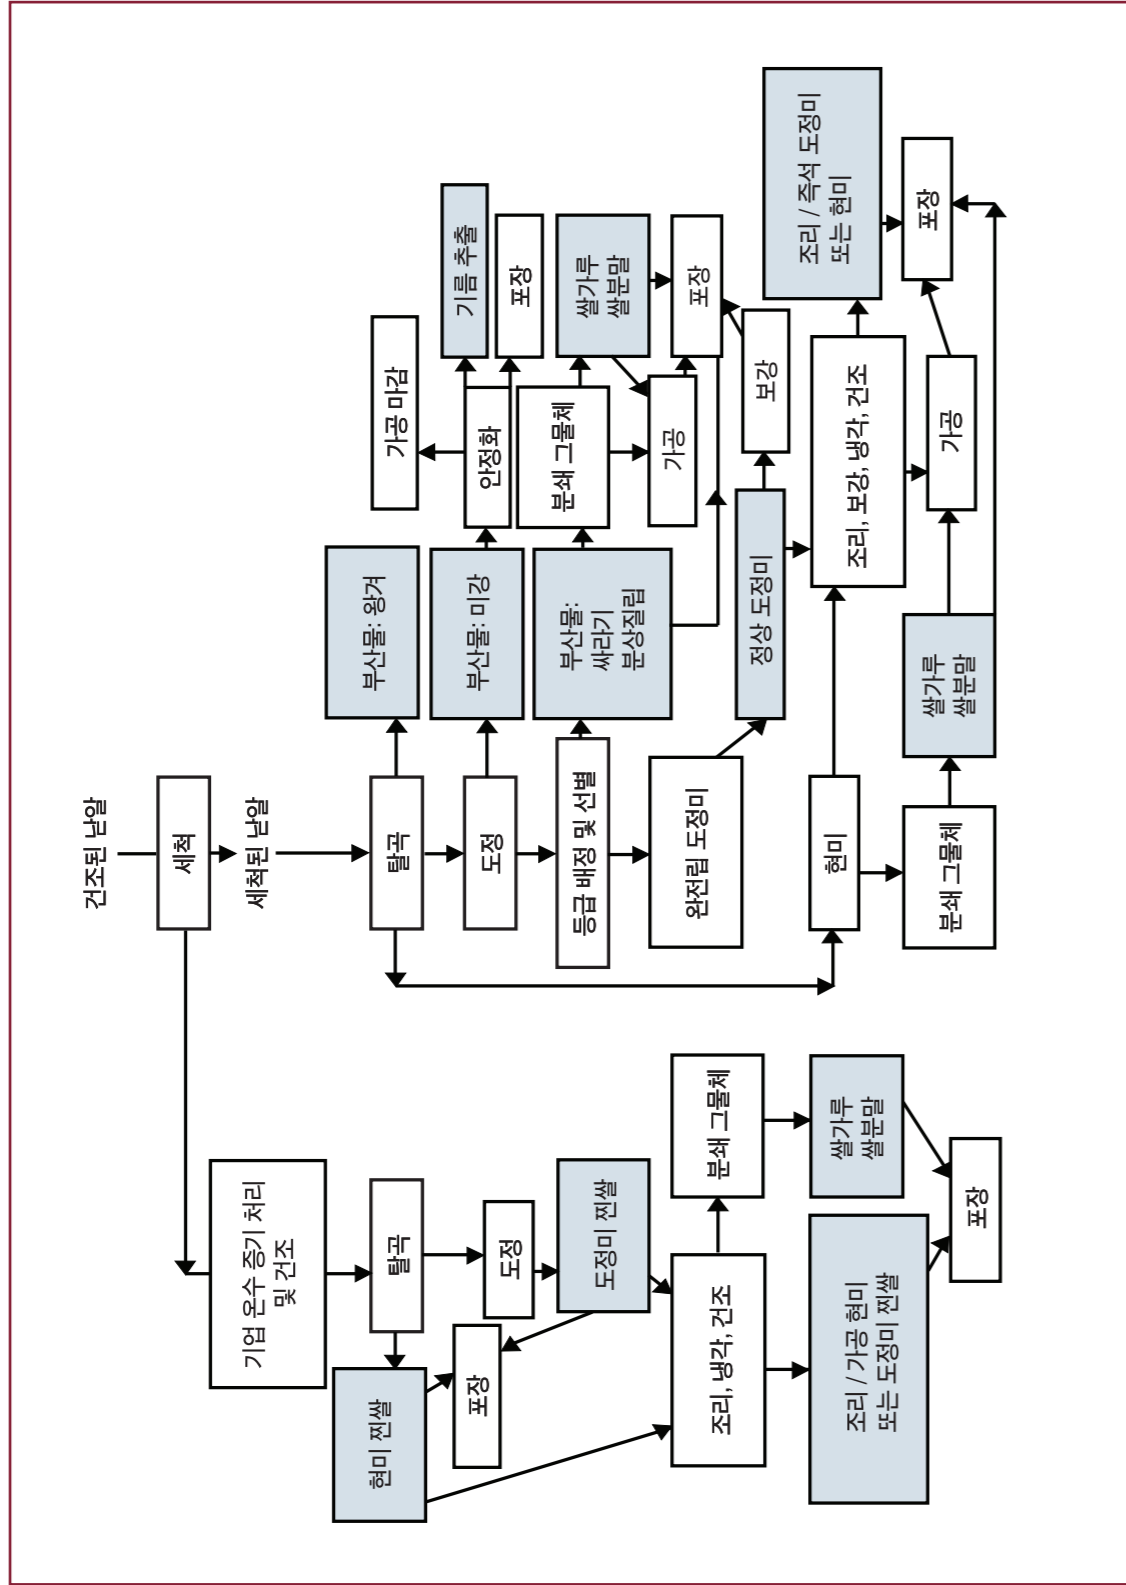 건조된 낟알
세척
세척된 낟알
기업 온수 증기 처리
및 건조
현미 찐쌀
탈곡
탈곡
부산물: 왕겨
가공 마감
포장
도정
도정
부산물: 미강
안정화
기름 추출
포장
도정미 찐쌀
등급 배정 및 선별
부산물:
싸라기
분상질립
분쇄 그물체
쌀가루
쌀분말
완전립 도정미
가공
포장
조리, 냉각, 건조
분쇄 그물체
정상 도정미
보강
조리 / 가공 현미
또는 도정미 찐쌀
쌀가루
쌀분말
현미
조리, 보강, 냉각, 건조
조리 / 즉석 도정미
또는 현미
포장
분쇄 그물체
쌀가루
쌀분말
가공
포장